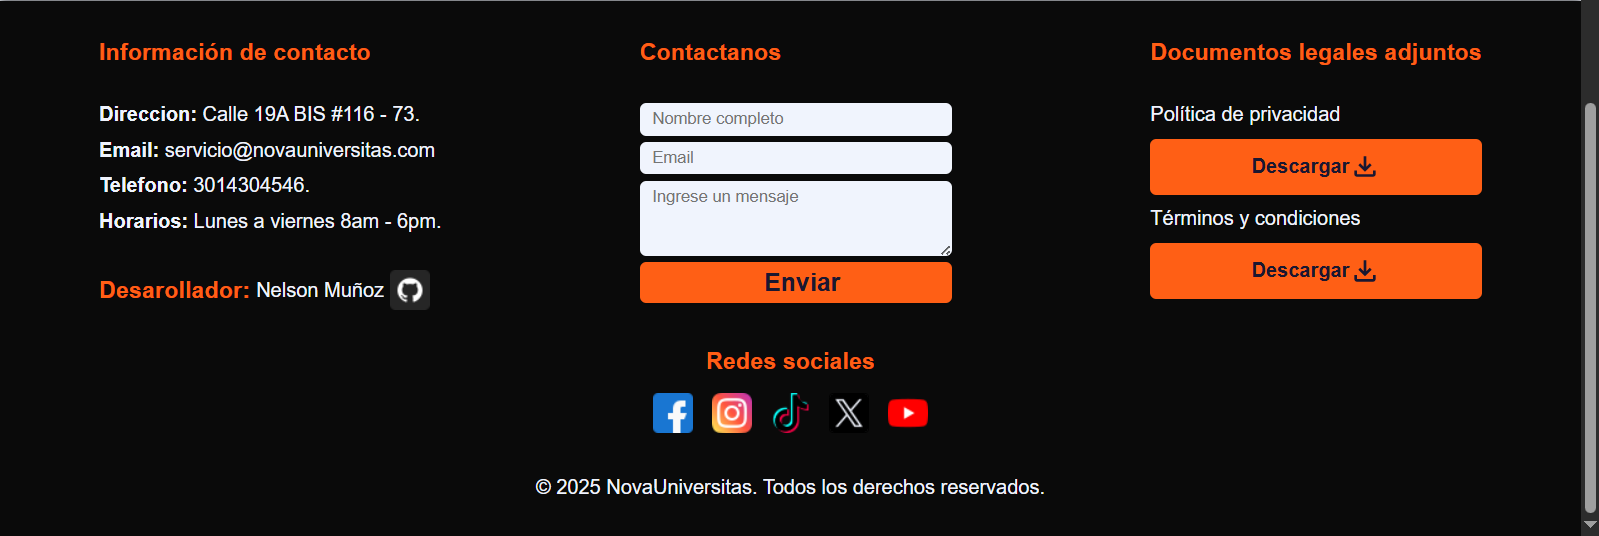 Información de contacto
Direccion: Calle 19A BIS #116 - 73.
Email: servicio@novauniversitas.com
Telefono: 3014304546.
Horarios: Lunes a viernes 8am - 6pm.
Desarollador: Nelson Muñoz
Contactanos
Nombre completo
Email
Ingrese un mensaje
Enviar
Documentos legales adjuntos
Política de privacidad
Descargar
Términos y condiciones
Descargar
Redes sociales
© 2025 NovaUniversitas. Todos los derechos reservados.